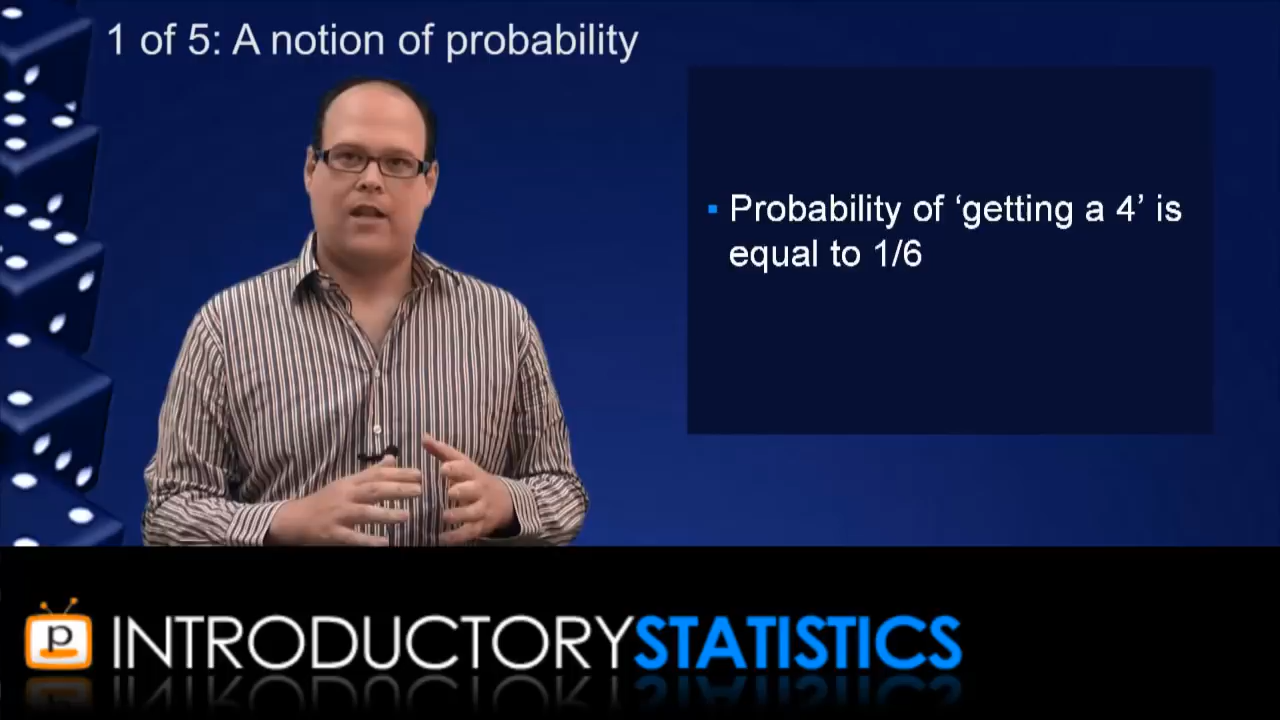 1 of 5: A notion of probability
▪ Probability of ‘getting a 4’ is
equal to 1/6
p INTRODUCTORYSTATISTICS